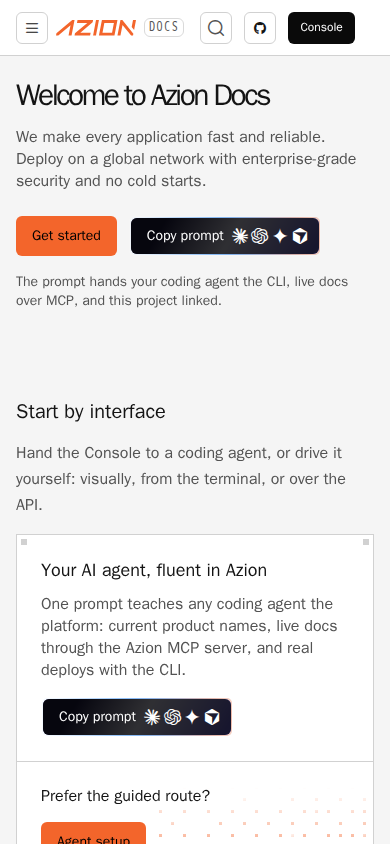 AZION DOCS Console
Welcome to Azion Docs
We make every application fast and reliable.
Deploy on a global network with enterprise-grade
security and no cold starts.
Get started Copy prompt
The prompt hands your coding agent the CLI, live docs
over MCP, and this project linked.
Start by interface
Hand the Console to a coding agent, or drive it
yourself: visually, from the terminal, or over the
API.
Your AI agent, fluent in Azion
One prompt teaches any coding agent the
platform: current product names, live docs
through the Azion MCP server, and real
deploys with the CLI.
Copy prompt
Prefer the guided route?
Agent setup